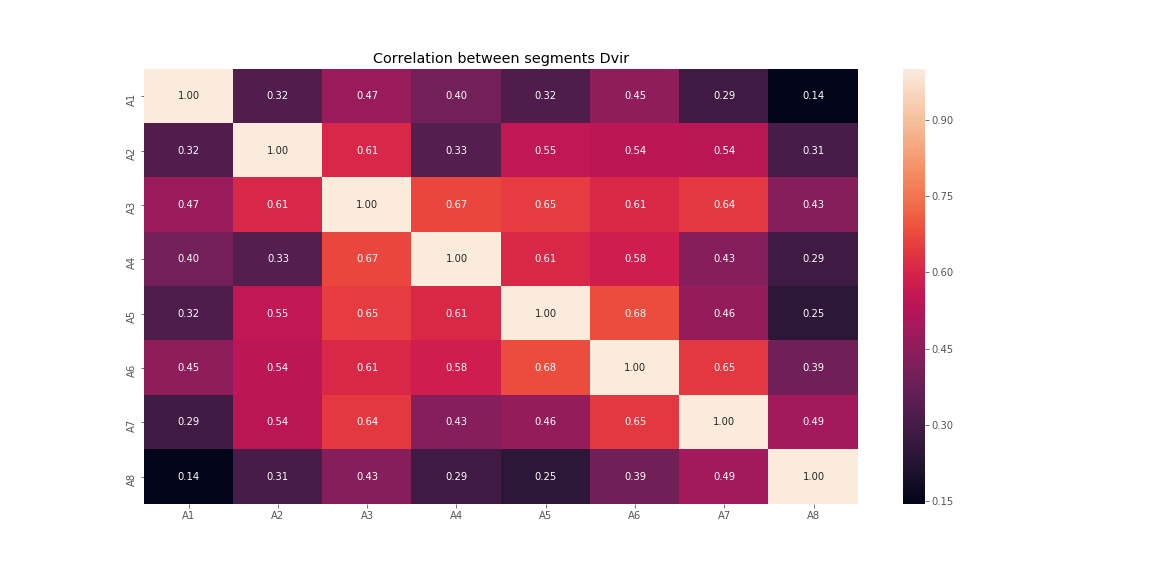 Correlation between segments Dvir
A1 1.00 0.32 0.47 0.40 0.32 0.45 0.29 0.14
A2 0.32 1.00 0.61 0.33 0.55 0.54 0.54 0.31
A3 0.47 0.61 1.00 0.67 0.65 0.61 0.64 0.43
A4 0.40 0.33 0.67 1.00 0.61 0.58 0.43 0.29
A5 0.32 0.55 0.65 0.61 1.00 0.68 0.46 0.25
A6 0.45 0.54 0.61 0.58 0.68 1.00 0.65 0.39
A7 0.29 0.54 0.64 0.43 0.46 0.65 1.00 0.49
A8 0.14 0.31 0.43 0.29 0.25 0.39 0.49 1.00
A1 A2 A3 A4 A5 A6 A7 A8
0.90
0.75
0.60
0.45
0.30
0.15